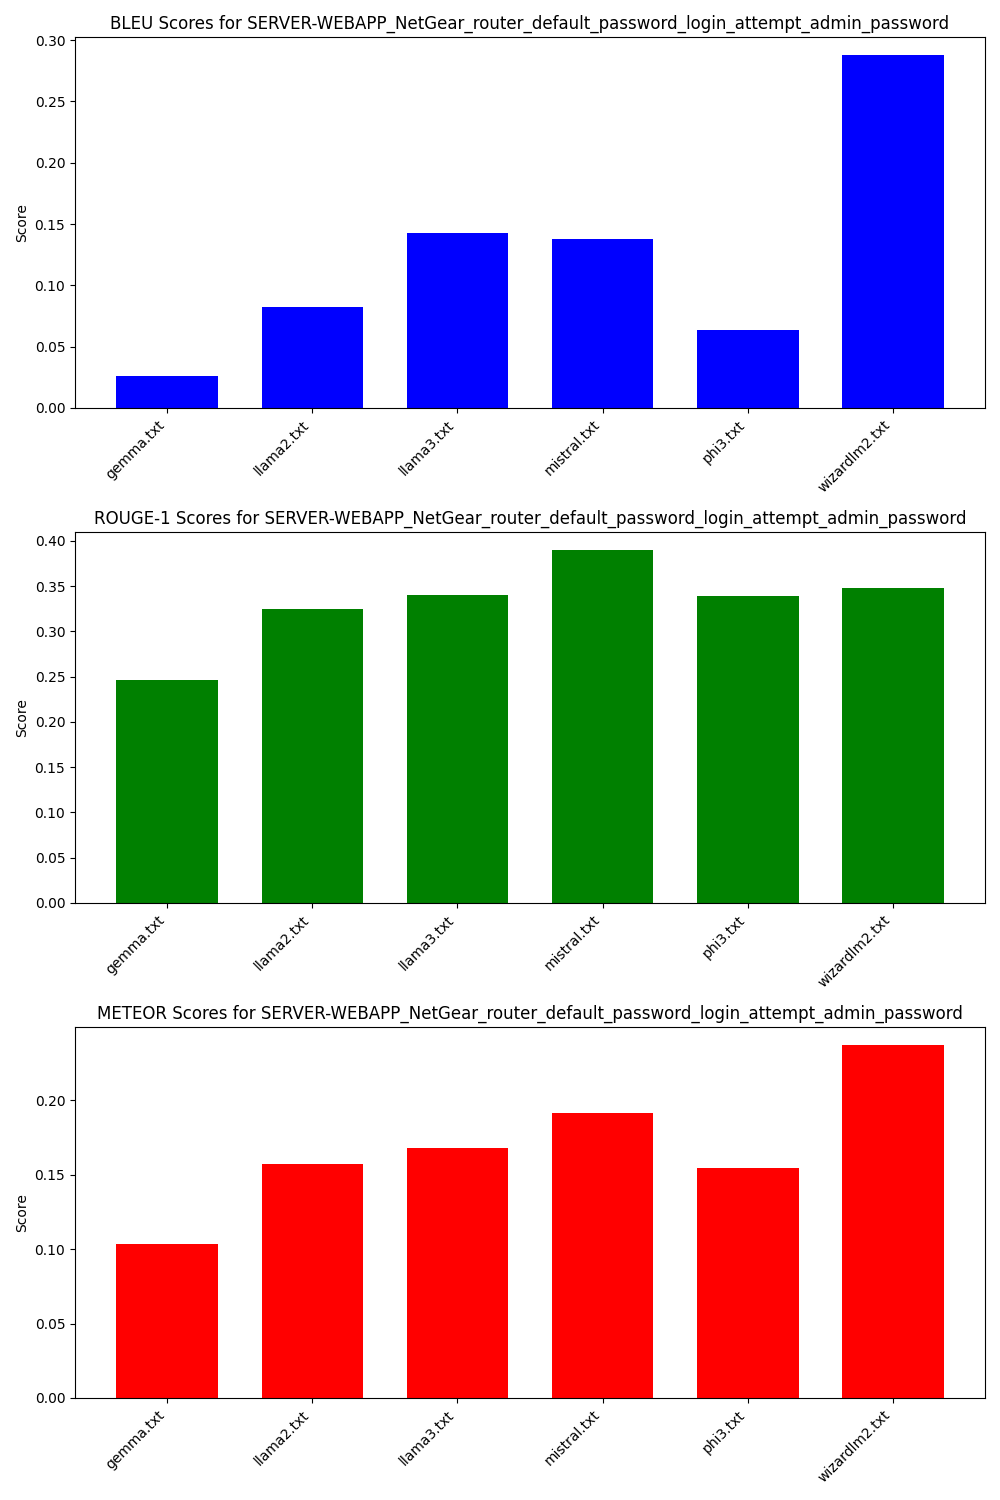 BLEU Scores for SERVER-WEBAPP_NetGear_router_default_password_login_attempt_admin_password
0.30
0.25
0.20
0.15
0.10
0.05
0.00
Score
gemma.txt
llama2.txt
llama3.txt
mistral.txt
phi3.txt
wizardlm2.txt
ROUGE-1 Scores for SERVER-WEBAPP_NetGear_router_default_password_login_attempt_admin_password
0.40
0.35
0.30
0.25
0.20
0.15
0.10
0.05
0.00
Score
gemma.txt
llama2.txt
llama3.txt
mistral.txt
phi3.txt
wizardlm2.txt
METEOR Scores for SERVER-WEBAPP_NetGear_router_default_password_login_attempt_admin_password
0.20
0.15
0.10
0.05
0.00
Score
gemma.txt
llama2.txt
llama3.txt
mistral.txt
phi3.txt
wizardlm2.txt